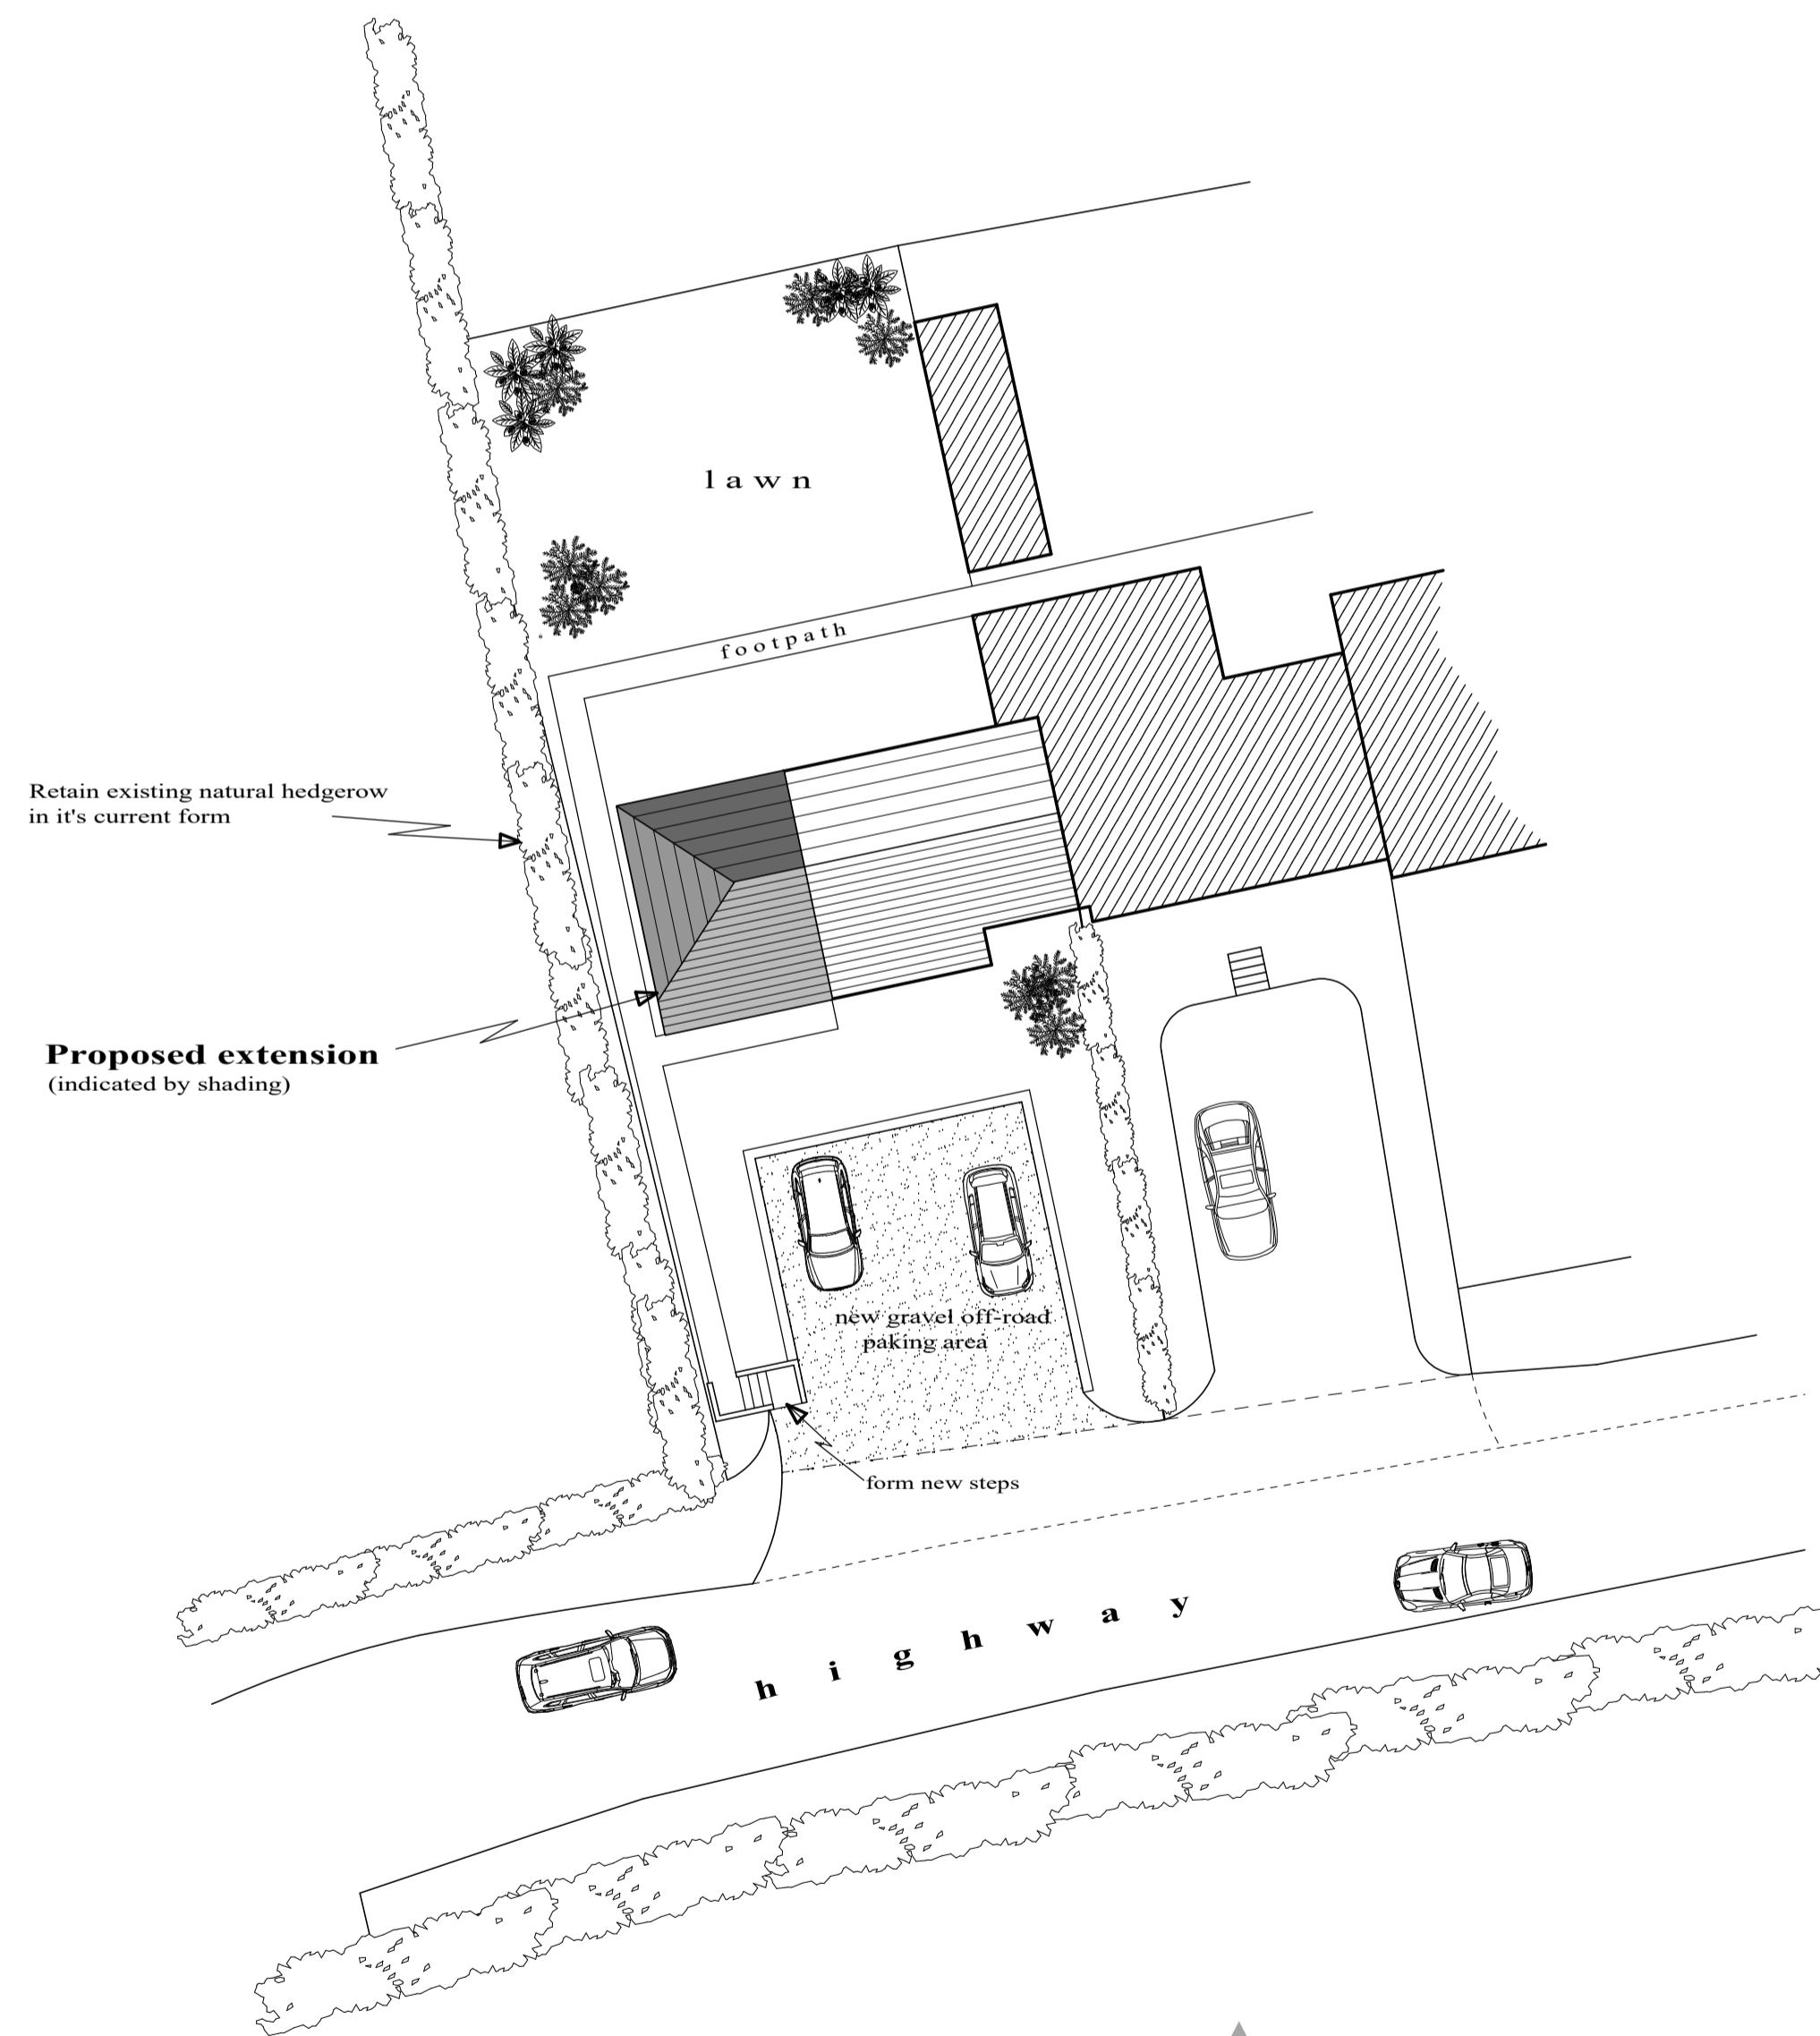 lawn
footpath
Retain existing natural hedgerow
in it's current form
Proposed extension
(indicated by shading)
new gravel off-road
paking area
form new steps
highway